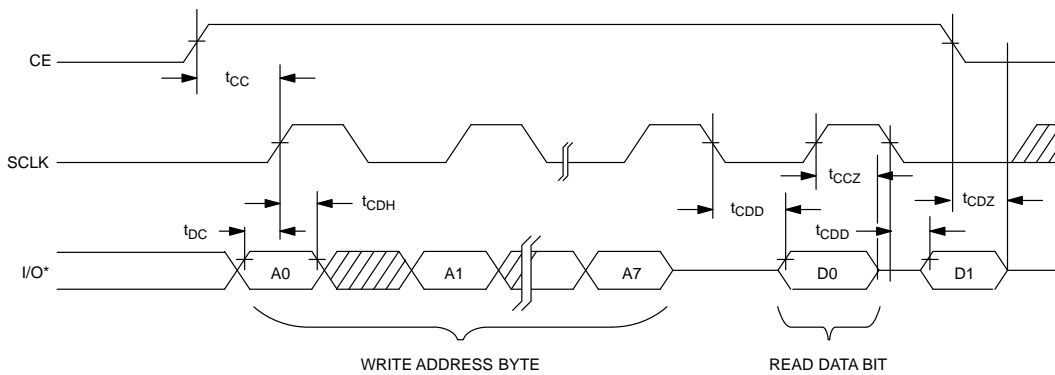 CE
tCC
SCLK
tCCZ
tCDH
tCDD
tCDZ
tDC
tCDD
I/O*
A0
A1
A7
D0
D1
WRITE ADDRESS BYTE
READ DATA BIT